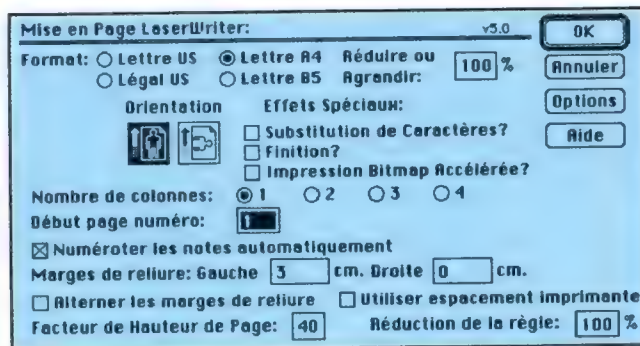 Mise en Page LaserWriter: v5.0 OK
Format: Lettre US Lettre A4 Réduire ou 100 %
Légal US Lettre B5 Agrandir: Annuler
Orientation Effets Spéciaux: Options
Substitution de Caractères? Aide
Finition?
Impression Bitmap Accélérée?
Nombre de colonnes: 1 2 3 4
Début page numéro: 1
Numéroter les notes automatiquement
Marges de reliure: Gauche 3 cm. Droite 0 cm.
Alterner les marges de reliure Utiliser espacement imprimante
Facteur de Hauteur de Page: 40 Réduction de la règle: 100 %